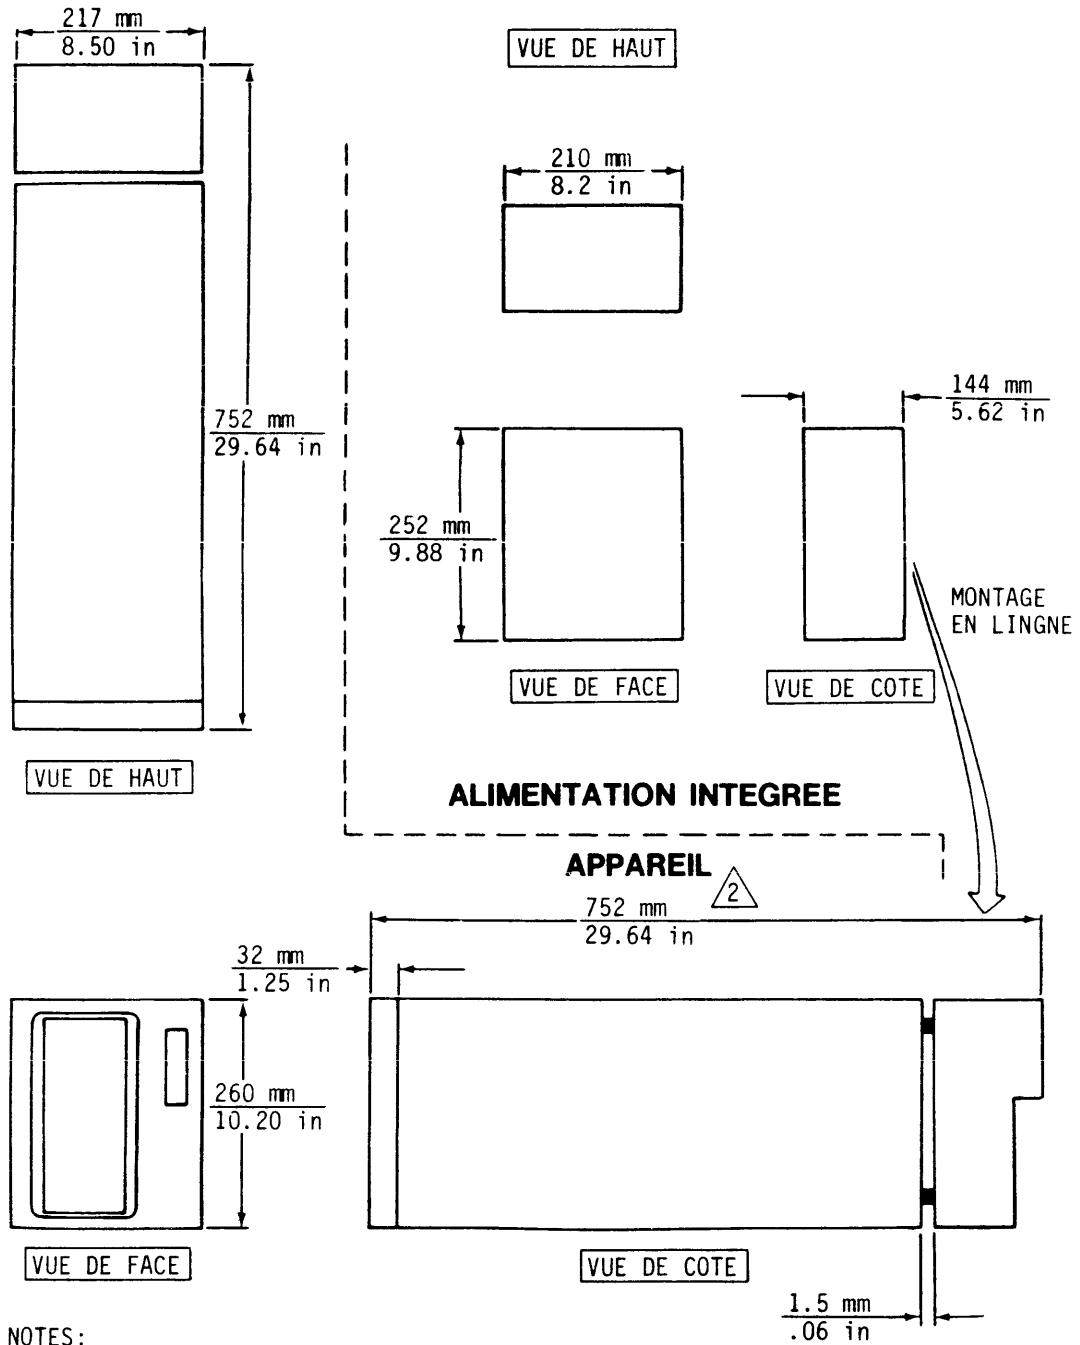 217 mm
8.50 in
VUE DE HAUT
210 mm
8.2 in
144 mm
5.62 in
752 mm
29.64 in
252 mm
9.88 in
MONTAGE
EN LINGNE
VUE DE FACE
VUE DE COTE
VUE DE HAUT
ALIMENTATION INTEGREE
APPAREIL
2
752 mm
29.64 in
32 mm
1.25 in
260 mm
10.20 in
VUE DE FACE
VUE DE COTE
1.5 mm
.06 in
NOTES: